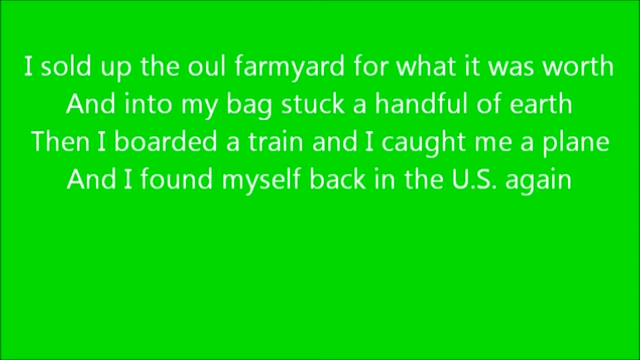 I sold up the oul farmyard for what it was worth
And into my bag stuck a handful of earth
Then I boarded a train and I caught me a plane
And I found myself back in the U.S. again